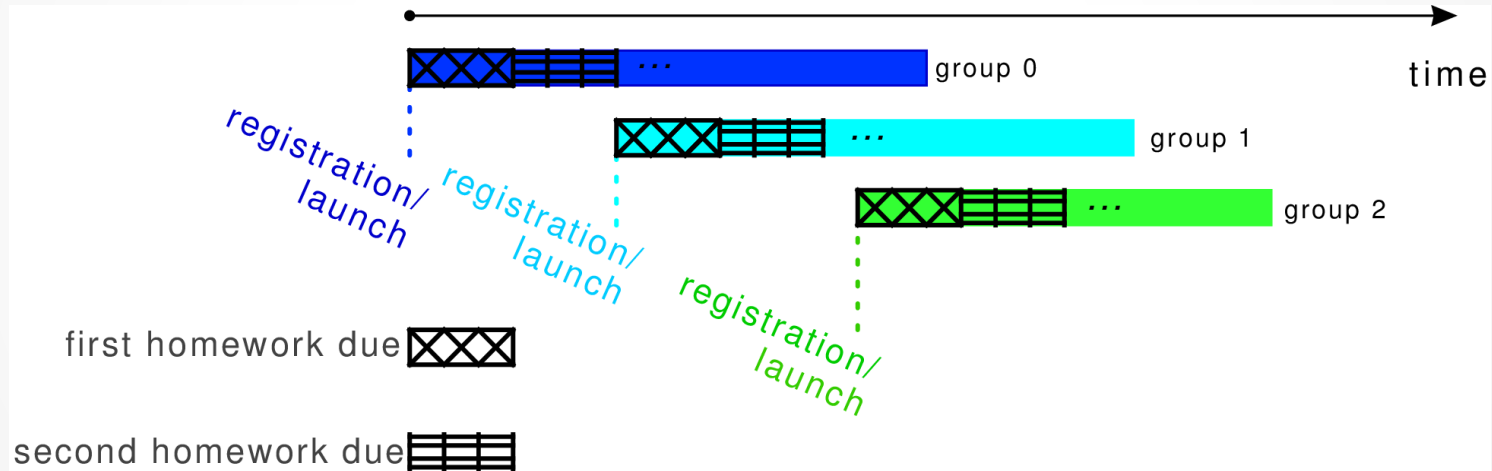 time
... group 0
registration/
launch
... group 1
registration/
launch
... group 2
registration/
launch
first homework due
second homework due